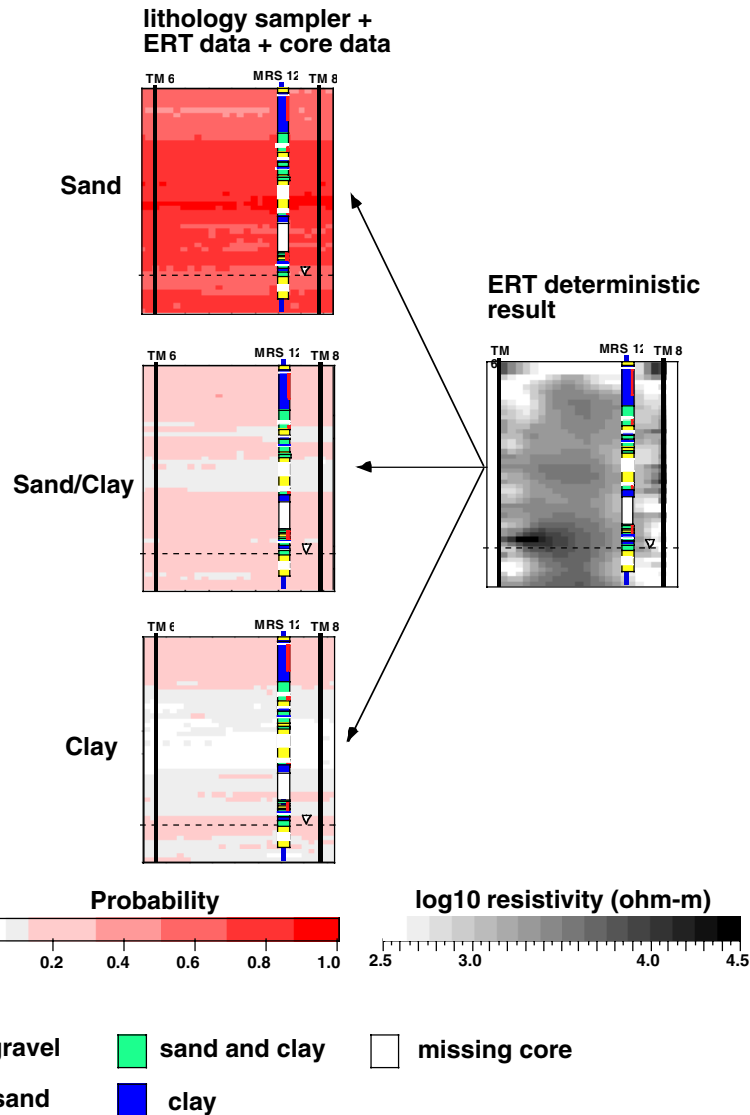 lithology sampler +
ERT data + core data
TM 6 MRS 12 TM 8
Sand
ERT deterministic
result
TM 6 MRS 12 TM 8
TM 6 MRS 12 TM 8
Sand/Clay
TM 6 MRS 12 TM 8
Clay
Probability
0.2 0.4 0.6 0.8 1.0
log10 resistivity (ohm-m)
2.5 3.0 4.0 4.5
gravel sand and clay missing core
sand clay